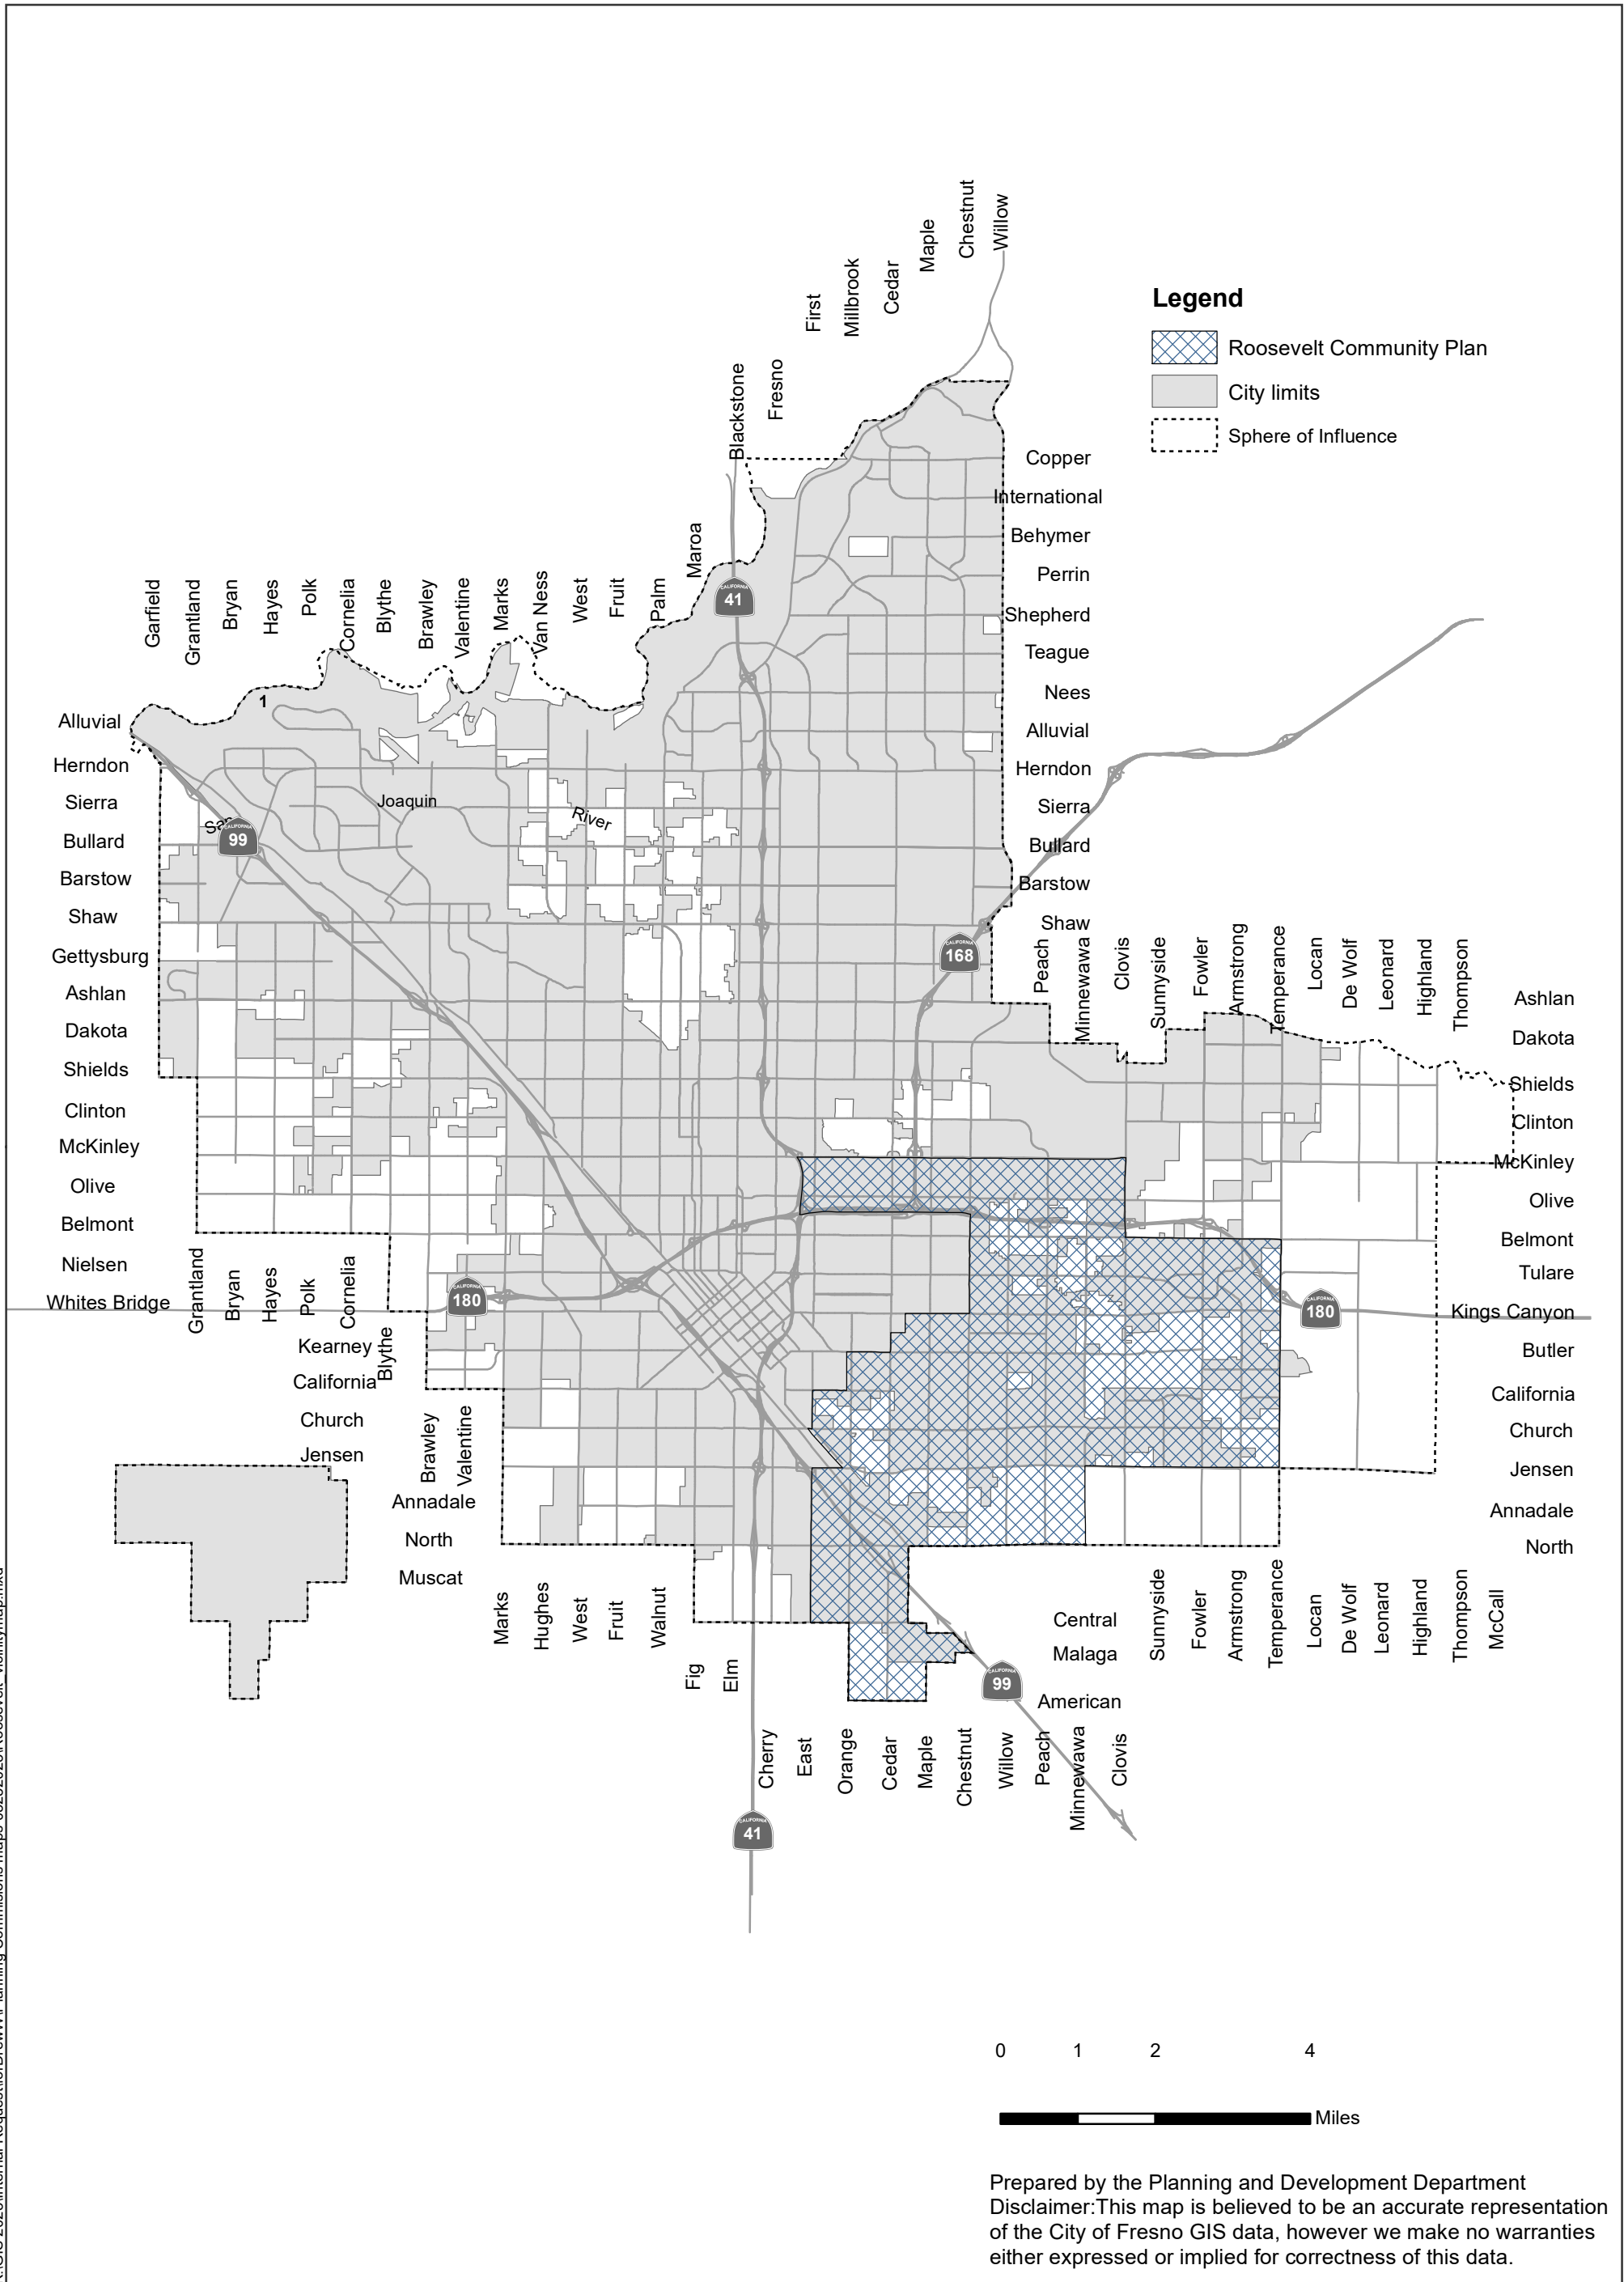 Willow
Chestnut
Maple
Cedar
Millbrook
First
Fresno
Blackstone
Legend
Roosevelt Community Plan
City limits
Sphere of Influence
Copper
International
Behymer
Perrin
Shepherd
Teague
Nees
Alluvial
Herndon
Sierra
Bullard
Barstow
Shaw
Garfield
Grantland
Bryan
Hayes
Polk
Cornelia
Blythe
Brawley
Valentine
Marks
Van Ness
West
Fruit
Palm
Maroa
CALIFORNIA
41
1
Alluvial
Herndon
Sierra
Bullard
Barstow
Shaw
Gettysburg
Ashlan
Dakota
Shields
Clinton
McKinley
Olive
Belmont
Nielsen
Whites Bridge
San
Joaquin
River
CALIFORNIA
99
CALIFORNIA
168
Peach
Minnewawa
Clovis
Sunnyside
Fowler
Armstrong
Temperance
Locan
De Wolf
Leonard
Highland
Thompson
Ashlan
Dakota
Shields
Clinton
McKinley
Olive
Belmont
Tulare
Kings Canyon
Butler
California
Church
Jensen
Annadale
North
Grantland
Bryan
Hayes
Polk
Cornelia
Blythe
CALIFORNIA
180
CALIFORNIA
180
Kearney
California
Church
Jensen
Brawley
Valentine
Annadale
North
Muscat
Marks
Hughes
West
Fruit
Walnut
Fig
Elm
Cherry
East
Orange
Cedar
Maple
Chestnut
Willow
Peach
Minnewawa
Clovis
Central
Malaga
American
CALIFORNIA
99
Sunnyside
Fowler
Armstrong
Temperance
Locan
De Wolf
Leonard
Highland
Thompson
McCall
CALIFORNIA
41
0 1 2 4
Miles
Prepared by the Planning and Development Department
Disclaimer:This map is believed to be an accurate representation
of the City of Fresno GIS data, however we make no warranties
either expressed or implied for correctness of this data.